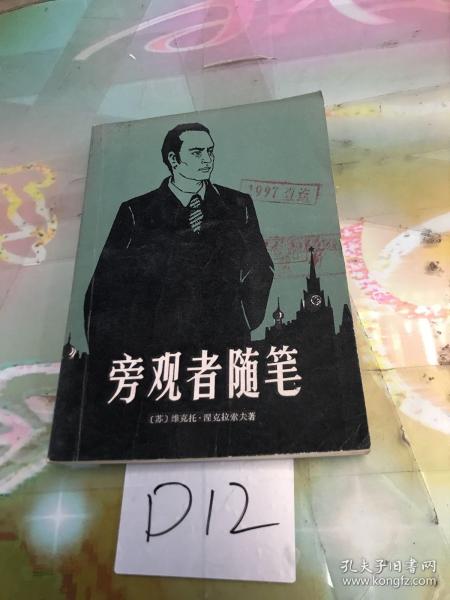 1997 查
旁观者随笔
〔苏〕维克托·涅克拉索夫著
D12
孔夫子旧书网
www.kongfz.com